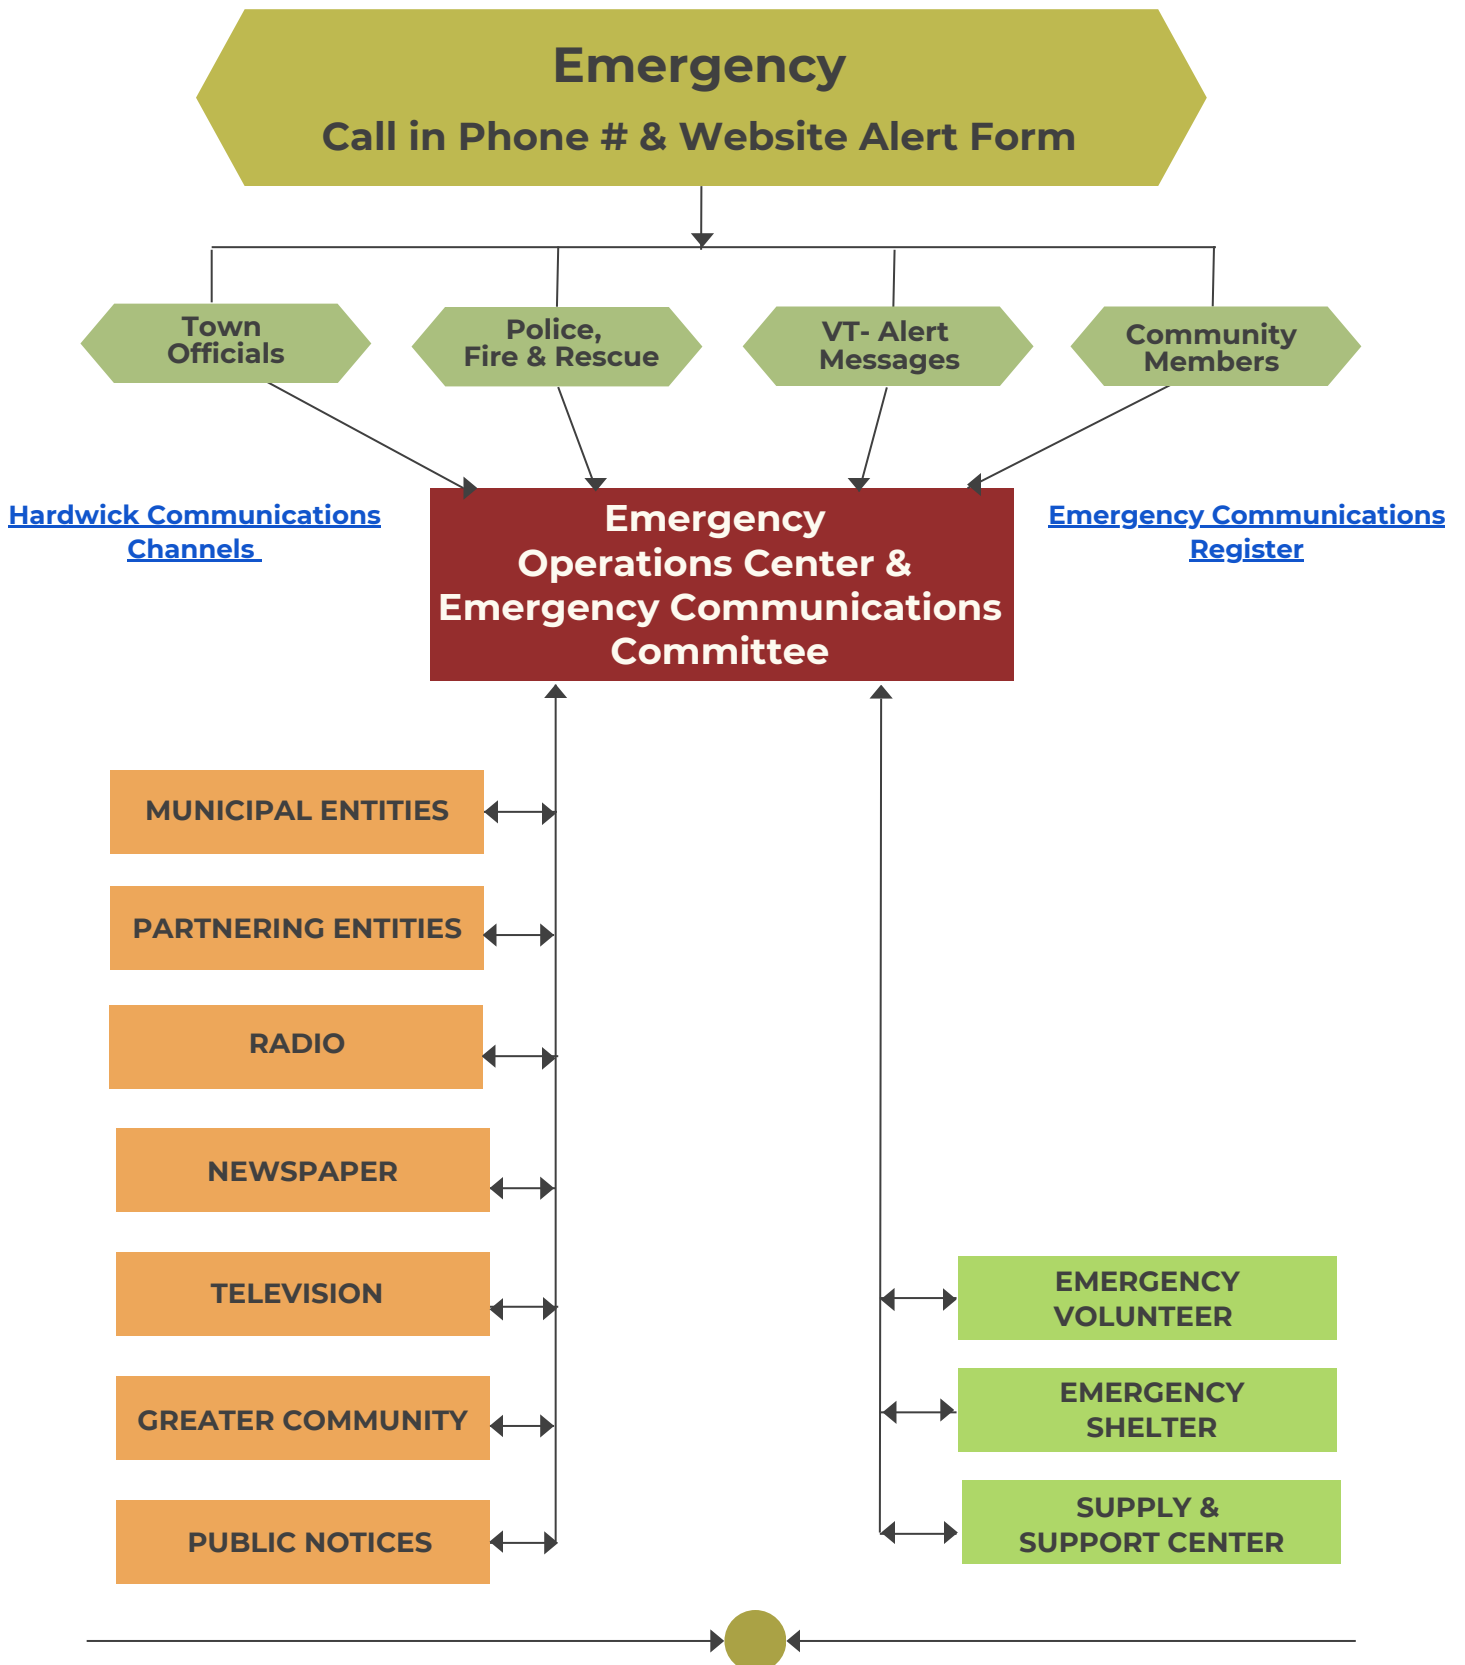 Emergency
Call in Phone # & Website Alert Form
Town
Officials
Police,
Fire & Rescue
VT- Alert
Messages
Community
Members
Hardwick Communications
Channels
Emergency
Operations Center &
Emergency Communications
Committee
Emergency Communications
Register
MUNICIPAL ENTITIES
PARTNERING ENTITIES
RADIO
NEWSPAPER
TELEVISION
GREATER COMMUNITY
PUBLIC NOTICES
EMERGENCY
VOLUNTEER
EMERGENCY
SHELTER
SUPPLY &
SUPPORT CENTER